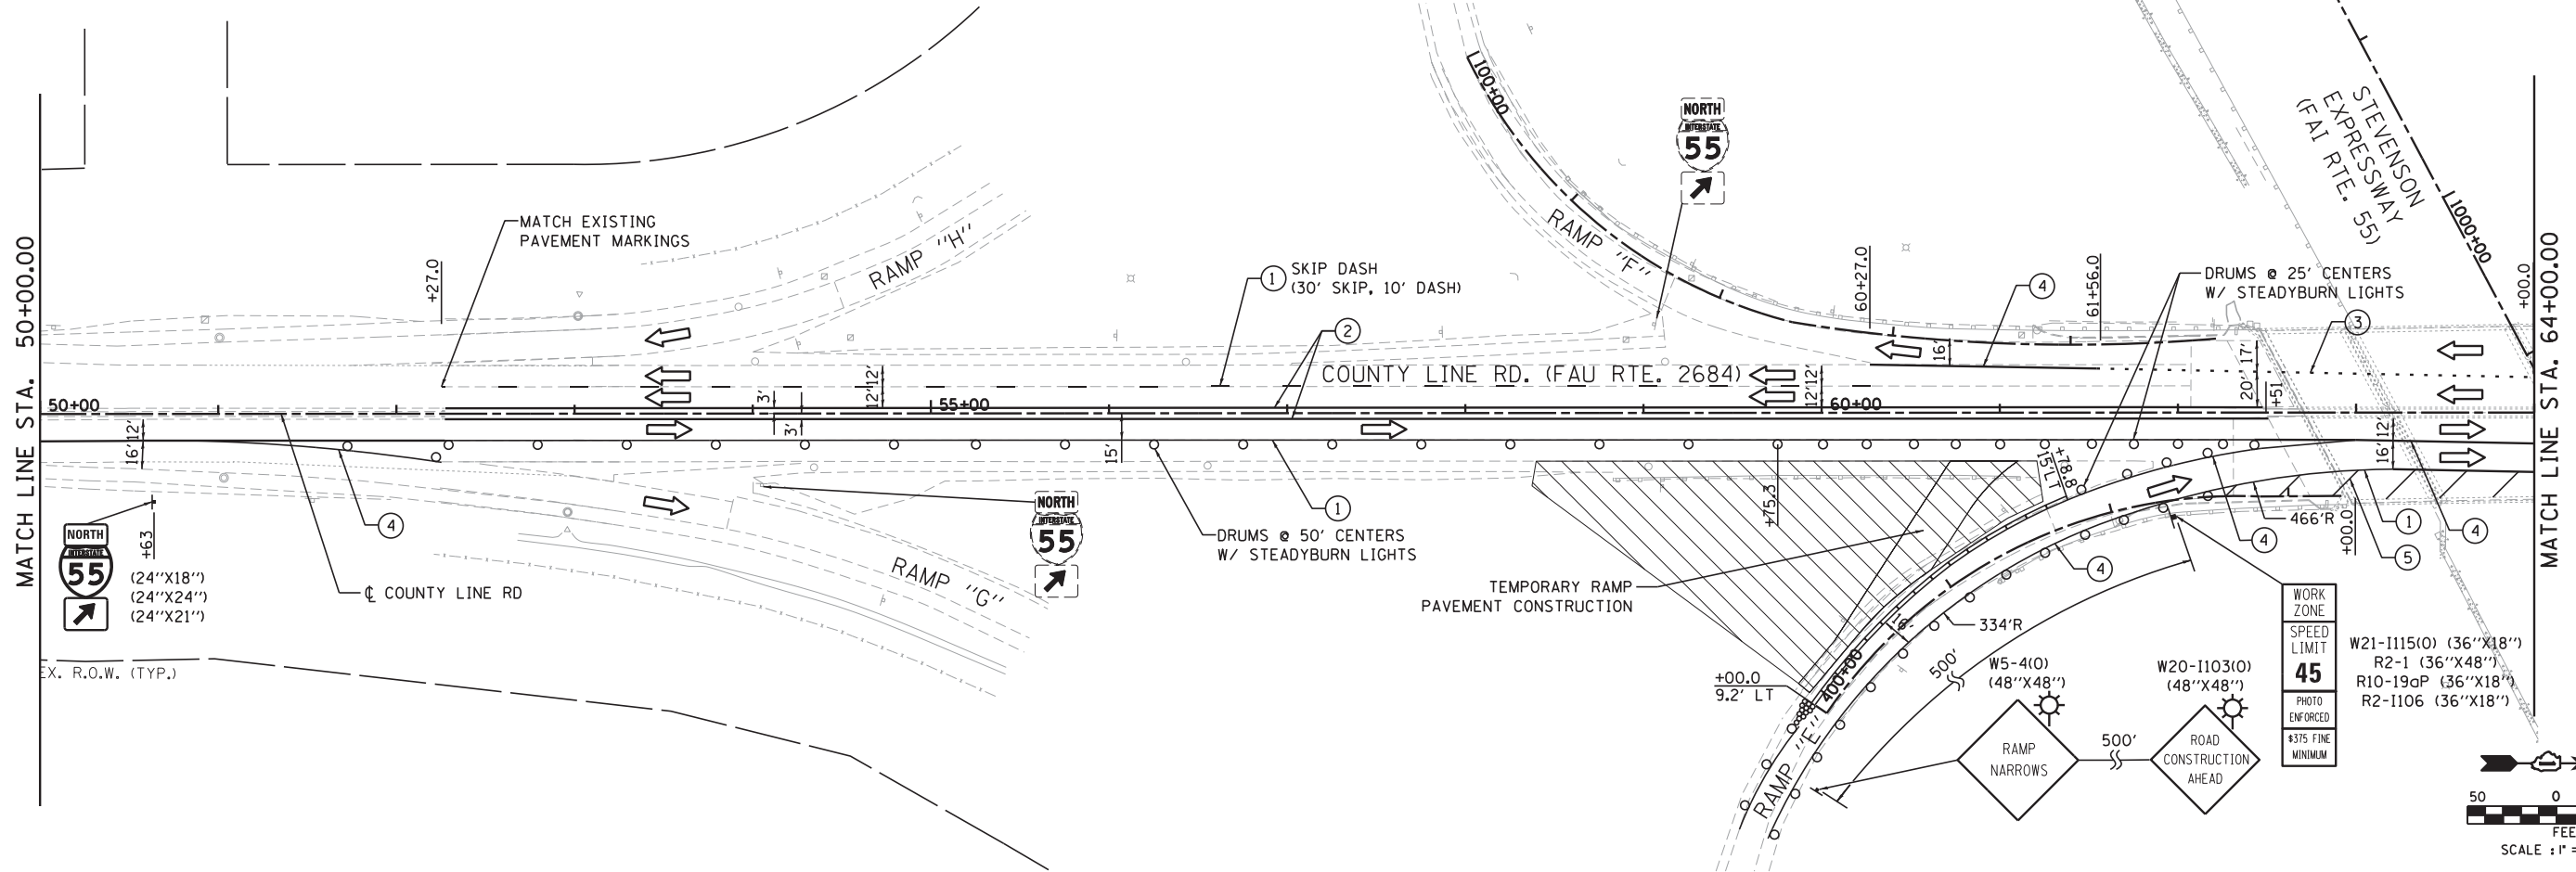 MATCH LINE STA. 50+00.00
MATCH EXISTING
PAVEMENT MARKINGS
+27.0
RAMP "H"
1
SKIP DASH
(30' SKIP, 10' DASH)
2
NORTH
INTERSTATE
55
100+00
RAMP
"F"
60+27.0
16'
4
61+56.0
DRUMS @ 25' CENTERS
W/ STEADYBURN LIGHTS
3
STEVENSON
EXPRESSWAY
(FAI RTE. 55)
1000+00
+00.0
MATCH LINE STA. 64+00.00
50+00
3'
3'
12'
12'
55+00
COUNTY LINE RD. (FAU RTE. 2684)
12'
12'
60+00
17'
20'
+51
12'
16'
15'
12'
16'
4
+63
NORTH
INTERSTATE
55
(24"X18")
(24"X24")
(24"X21")
℄ COUNTY LINE RD
EX. R.O.W. (TYP.)
RAMP "G"
NORTH
INTERSTATE
55
DRUMS @ 50' CENTERS
W/ STEADYBURN LIGHTS
1
+75.3
+78.8
15'LT
TEMPORARY RAMP
PAVEMENT CONSTRUCTION
+00.0
9.2' LT
400+00
16'
RAMP "E"
334'R
500'
4
466'R
4
+00.0
1
5
4
W5-4(O)
(48"X48")
RAMP
NARROWS
500'
W20-I103(O)
(48"X48")
ROAD
CONSTRUCTION
AHEAD
WORK
ZONE
SPEED
LIMIT
45
PHOTO
ENFORCED
$375 FINE
MINIMUM
W21-I115(O) (36"X18")
R2-1 (36"X48")
R10-19aP (36"X18")
R2-I106 (36"X18")
50
0
FEE
SCALE : 1" =